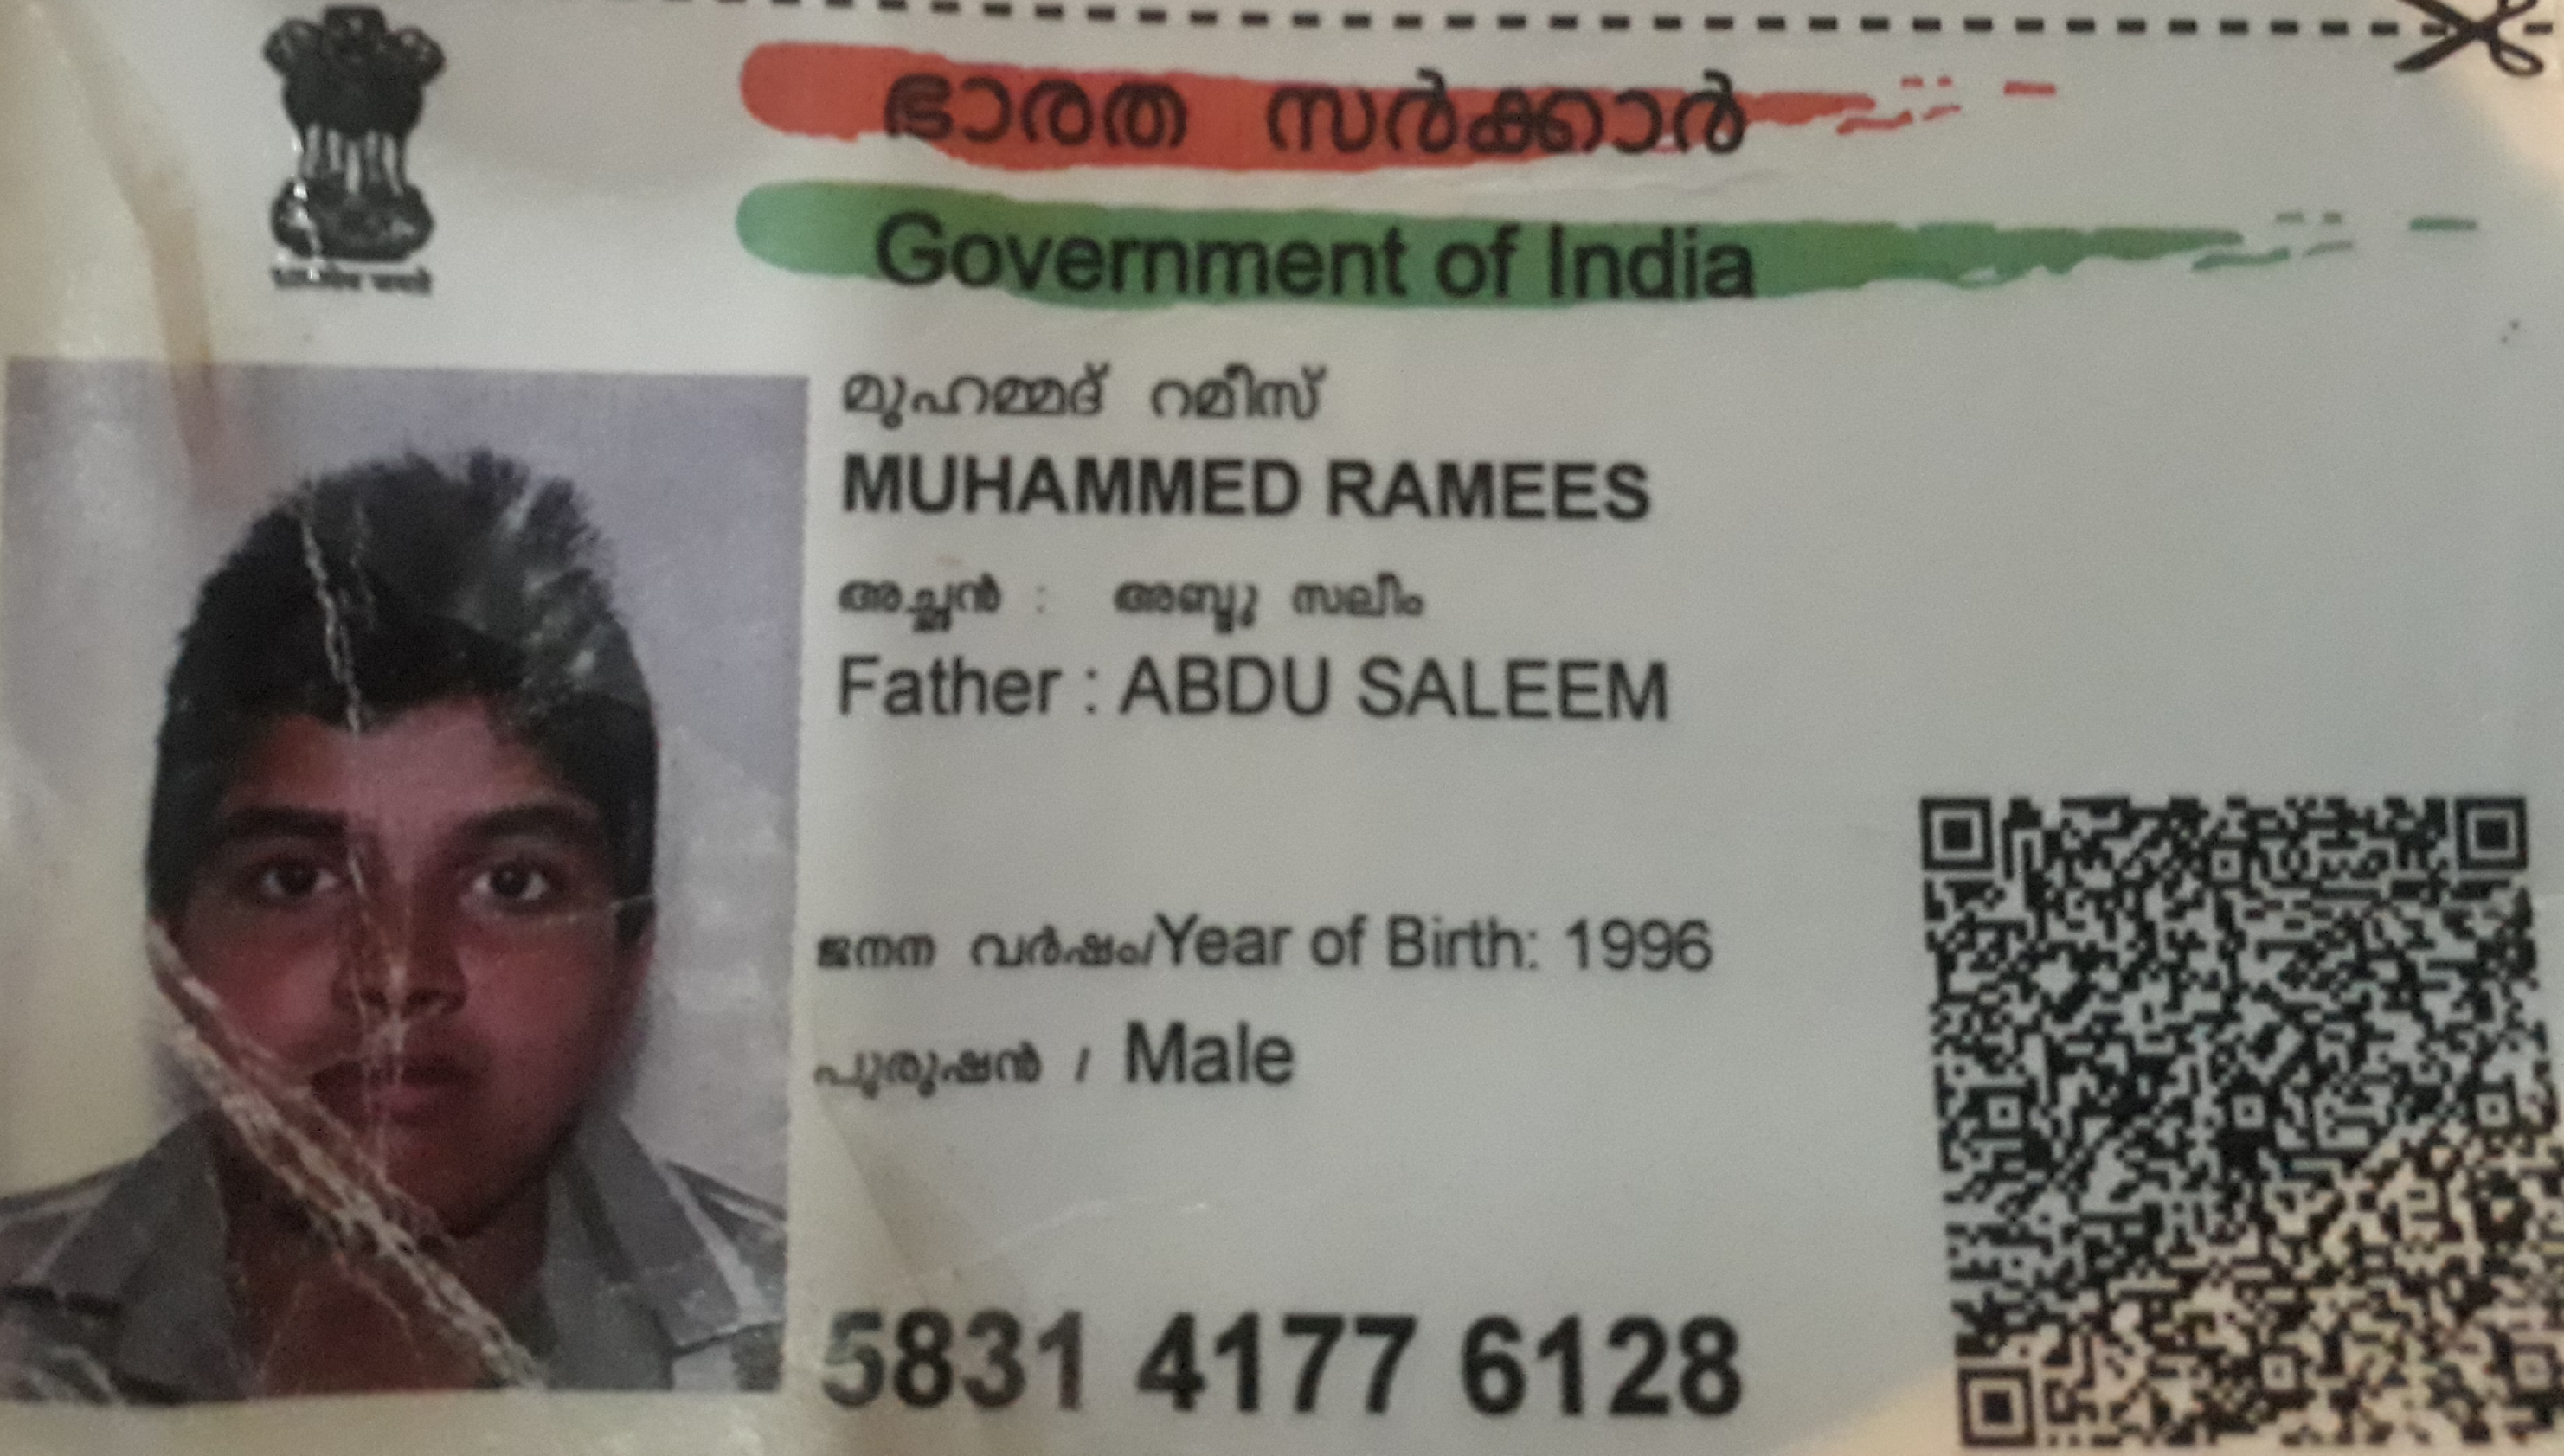 ഭാരത സർക്കാർ
Government of India
മുഹമ്മദ് റമീസ്
MUHAMMED RAMEES
അച്ഛൻ : അബ്ദു സലീം
Father : ABDU SALEEM
ജനന വർഷം/Year of Birth: 1996
പുരുഷൻ / Male
5831 4177 6128